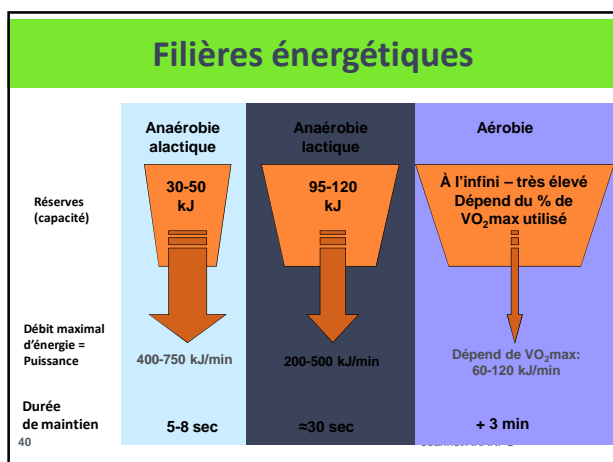 Filières énergétiques
Anaérobie
alactique
Anaérobie
lactique
Aérobie
Réserves
(capacité)
30-50
kJ
95-120
kJ
À l’infini – très élevé
Dépend du % de
VO2max utilisé
Débit maximal
d’énergie =
Puissance
400-750 kJ/min
200-500 kJ/min
Dépend de VO2max:
60-120 kJ/min
Durée
de maintien
5-8 sec
≈30 sec
+ 3 min
40